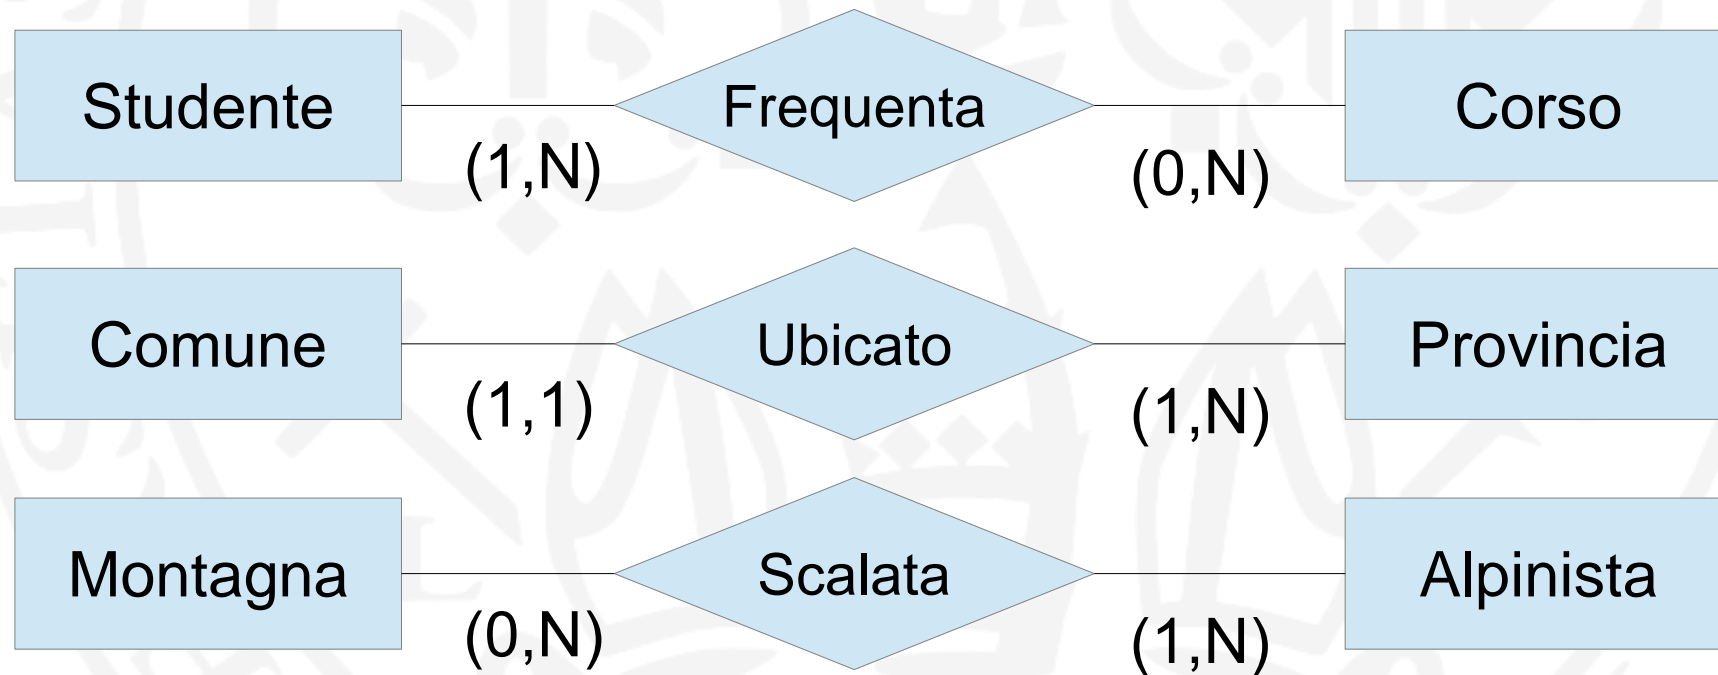 Studente Frequenta Corso
(1,N) (0,N)
Comune Ubicato Provincia
(1,1) (1,N)
Montagna Scalata Alpinista
(0,N) (1,N)